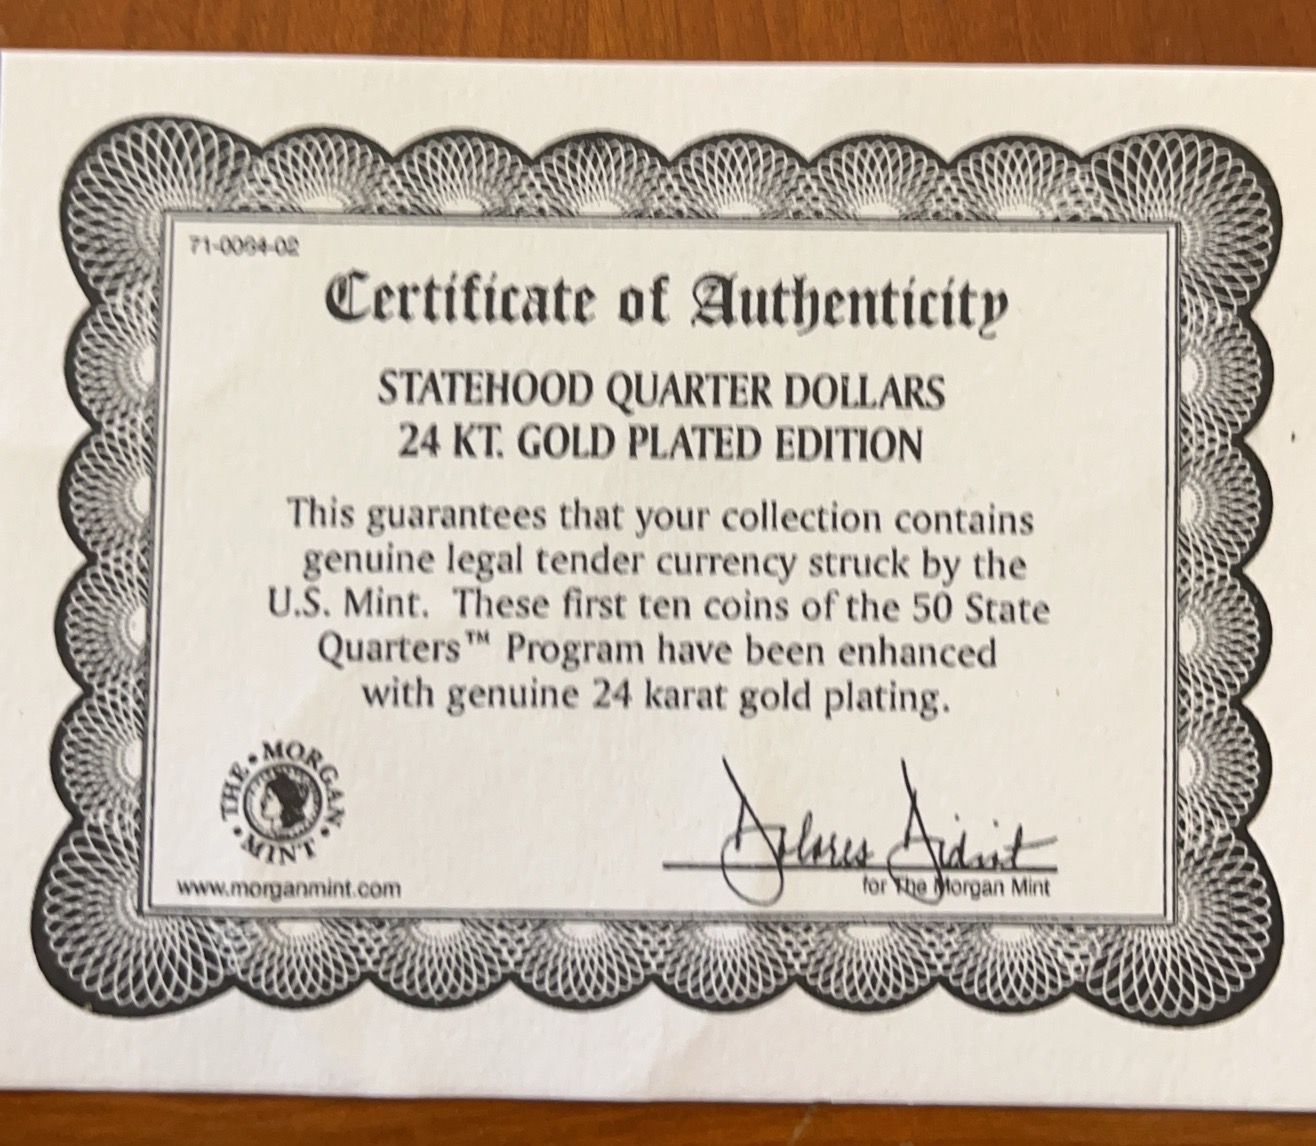 71-0064-02
Certificate of Authenticity
STATEHOOD QUARTER DOLLARS
24 KT. GOLD PLATED EDITION
This guarantees that your collection contains
genuine legal tender currency struck by the
U.S. Mint. These first ten coins of the 50 State
Quarters™ Program have been enhanced
with genuine 24 karat gold plating.
THE • MORGAN • MINT •
www.morganmint.com
Dolores
for The Morgan Mint